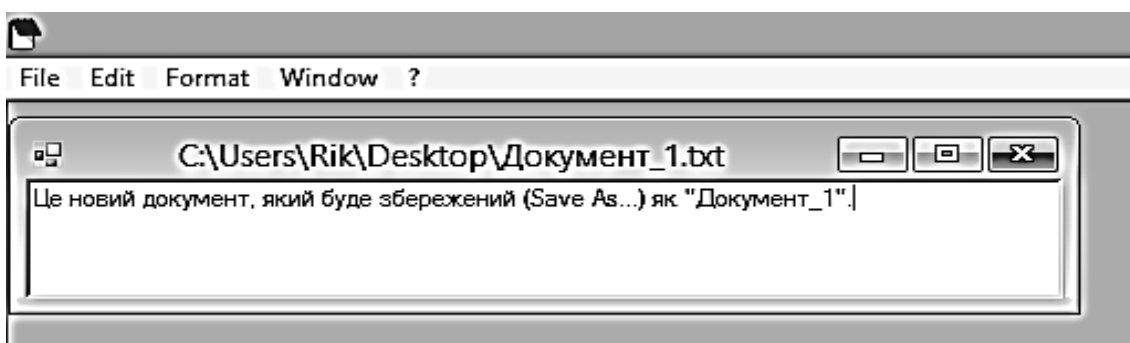 File Edit Format Window ?
C:\Users\Rik\Desktop\Документ_1.txt
Це новий документ, який буде збережений (Save As...) як "Документ_1".